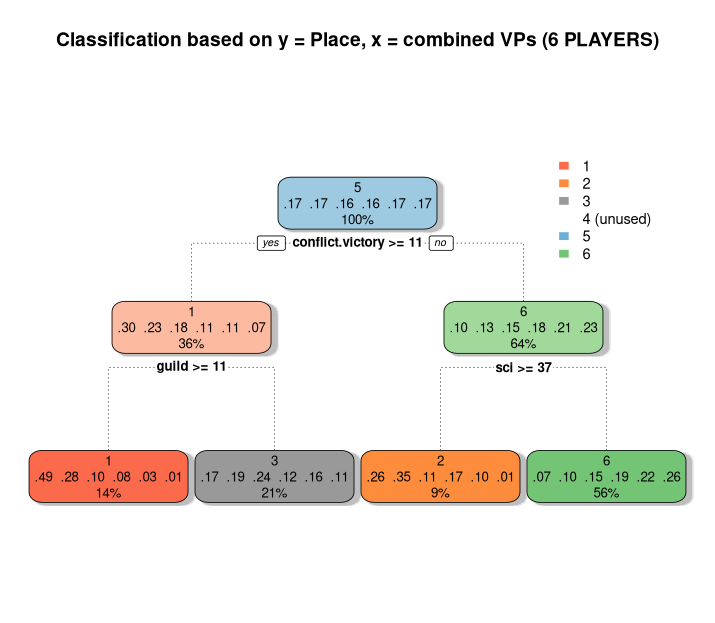 Classification based on y = Place, x = combined VPs (6 PLAYERS)
1
2
3
4 (unused)
5
6
5
.17 .17 .16 .16 .17 .17
100%
yes conflict.victory >= 11 no
1
.30 .23 .18 .11 .11 .07
36%
guild >= 11
6
.10 .13 .15 .18 .21 .23
64%
sci >= 37
1
.49 .28 .10 .08 .03 .01
14%
3
.17 .19 .24 .12 .16 .11
21%
2
.26 .35 .11 .17 .10 .01
9%
6
.07 .10 .15 .19 .22 .26
56%